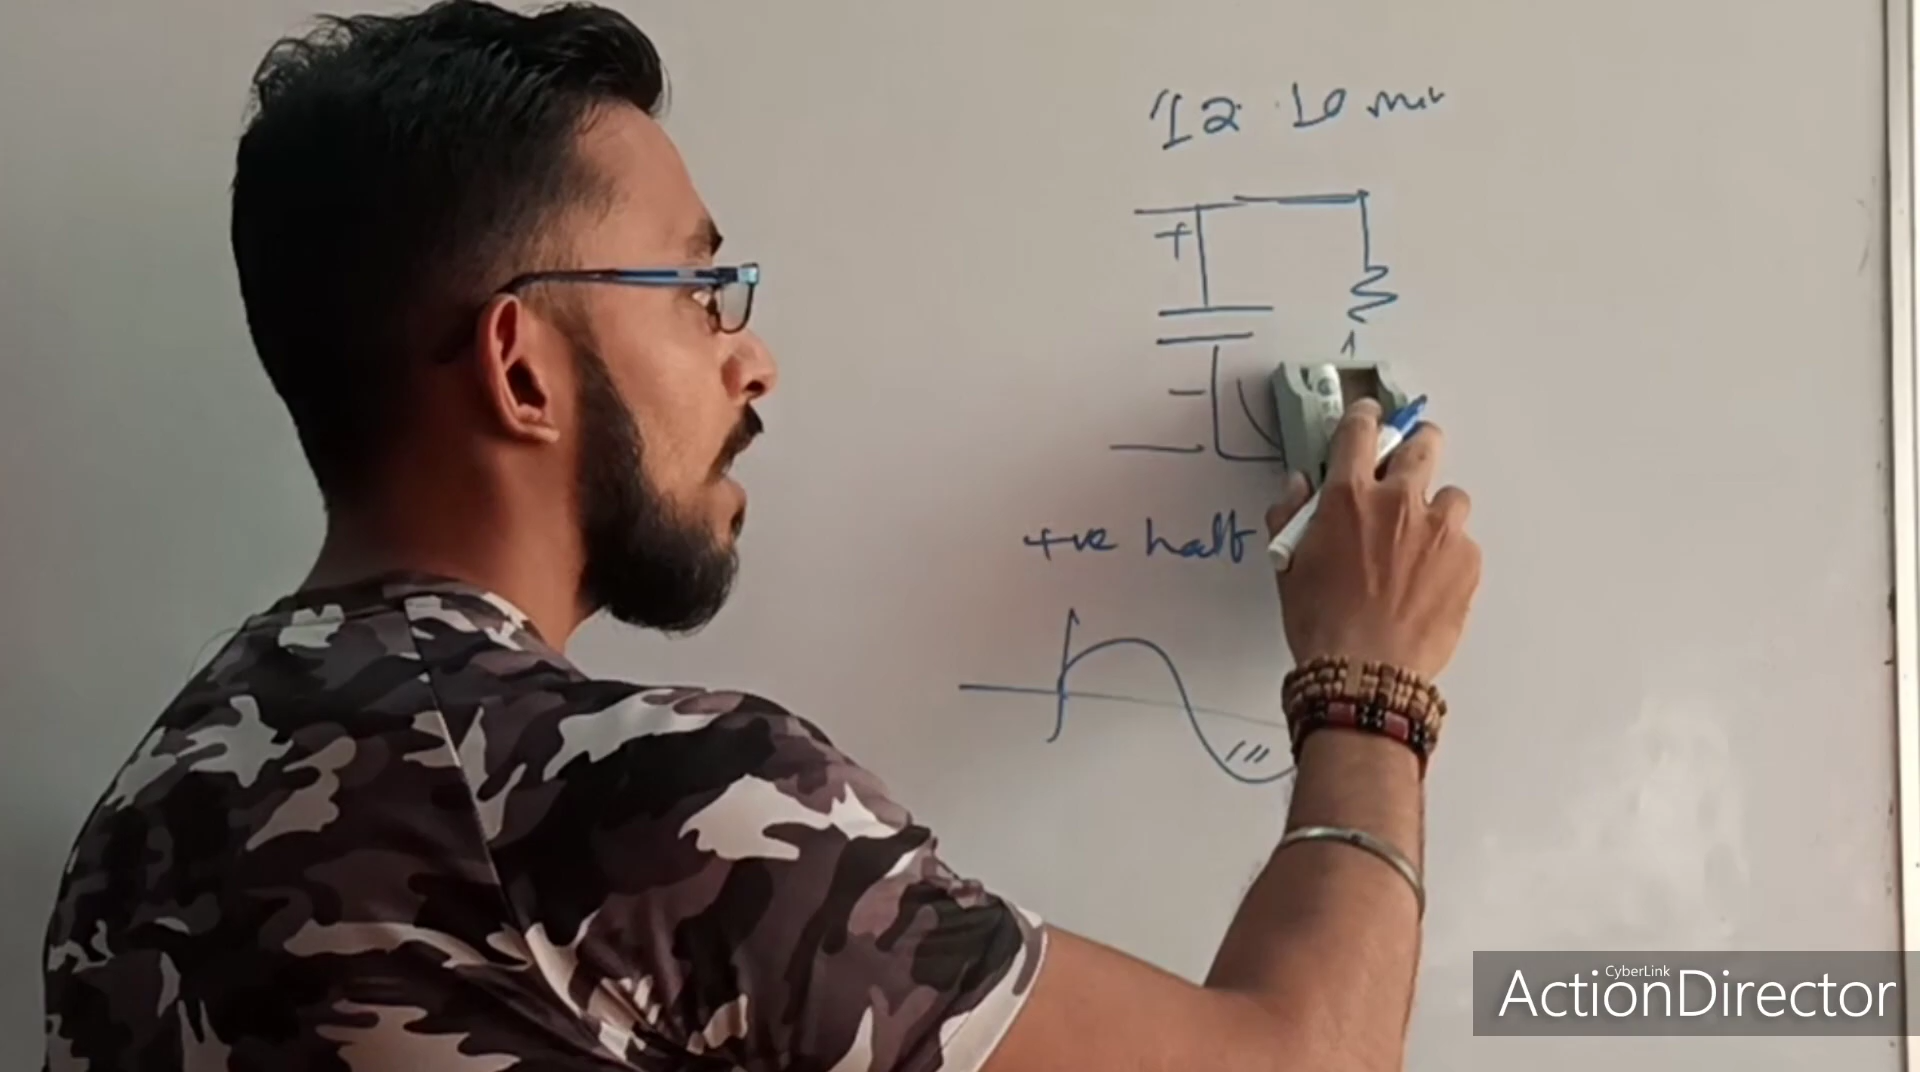 12 10 min
+
-
+ve half
CyberLink
ActionDirector